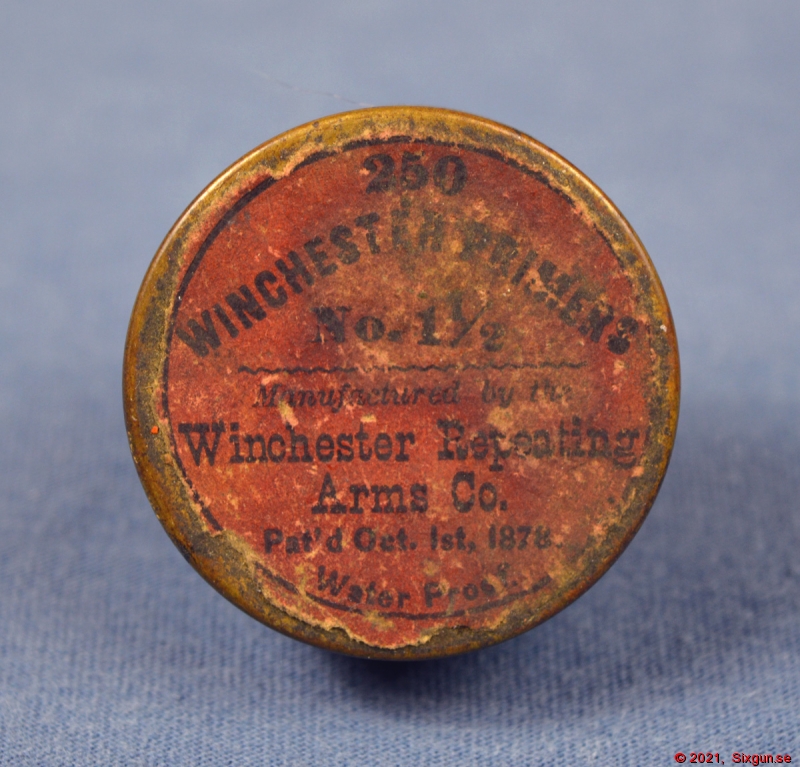 250
WINCHESTER PRIMERS
No. 1½
Manufactured by the
Winchester Repeating
Arms Co.
Pat'd Oct. 1st, 1878.
Water Proof.
© 2021, Sixgun.se